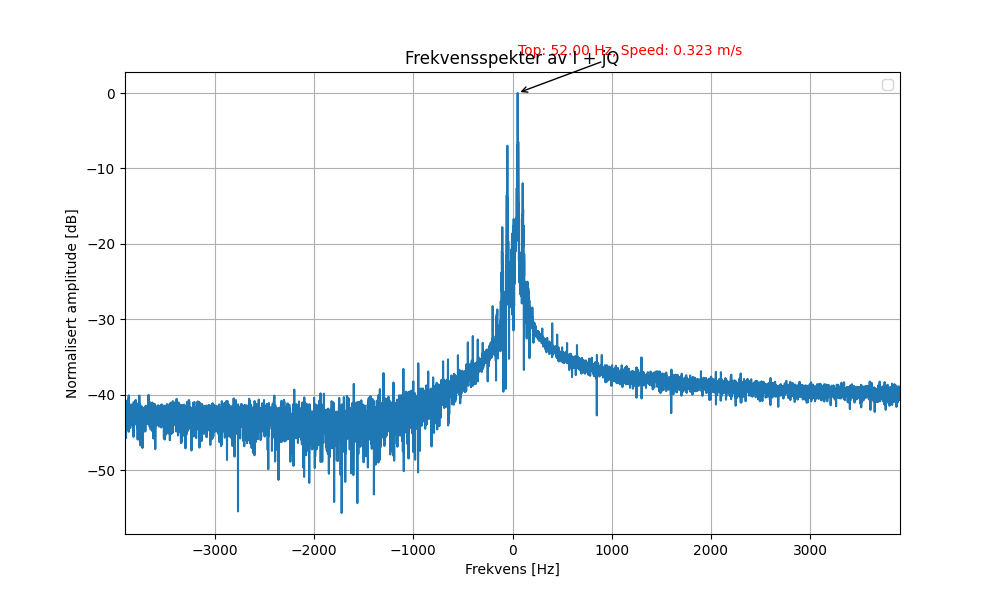 Top: 52.00 Hz, Speed: 0.323 m/s
Frekvensspekter av I + jQ
Normalisert amplitude [dB]
0
−10
−20
−30
−40
−50
−3000 −2000 −1000 0 1000 2000 3000
Frekvens [Hz]